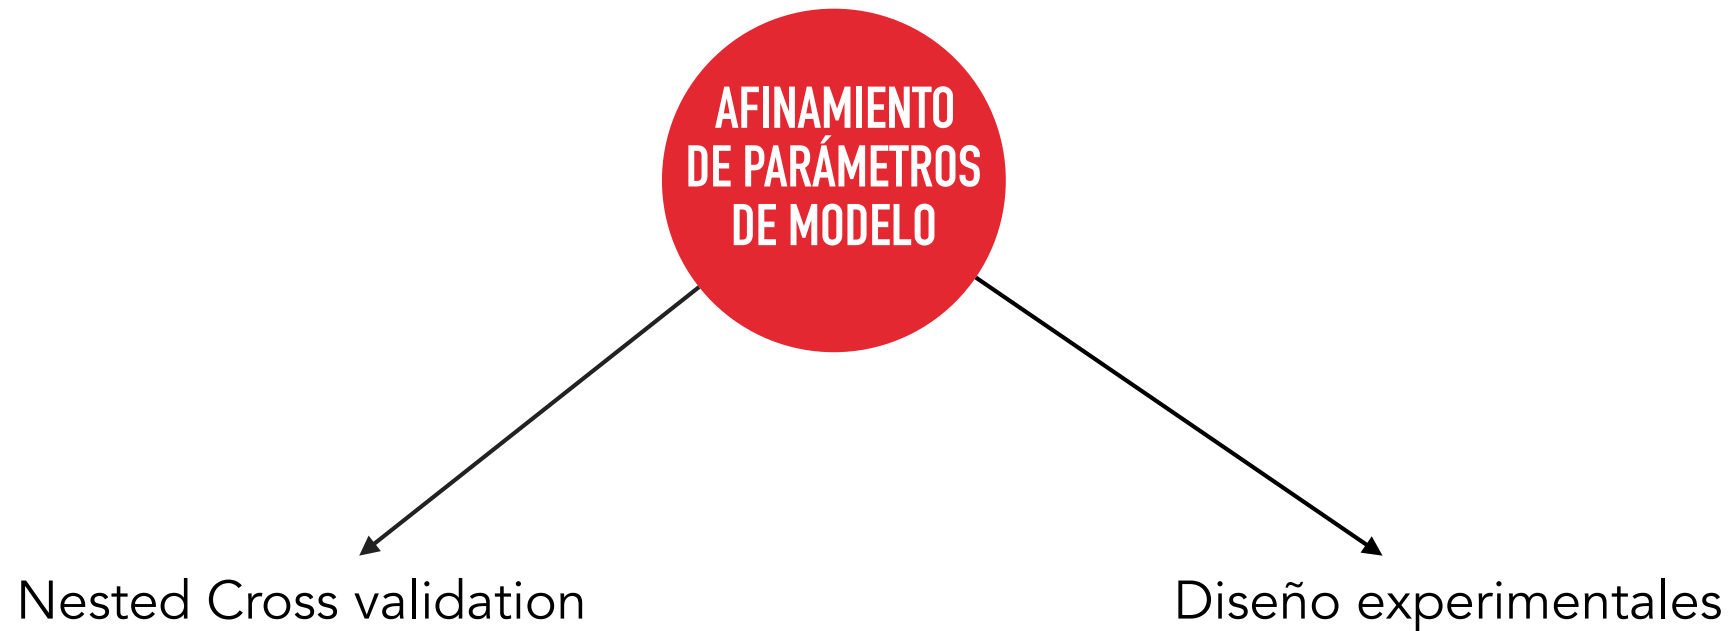 AFINAMIENTO
DE PARÁMETROS
DE MODELO
Nested Cross validation
Diseño experimentales